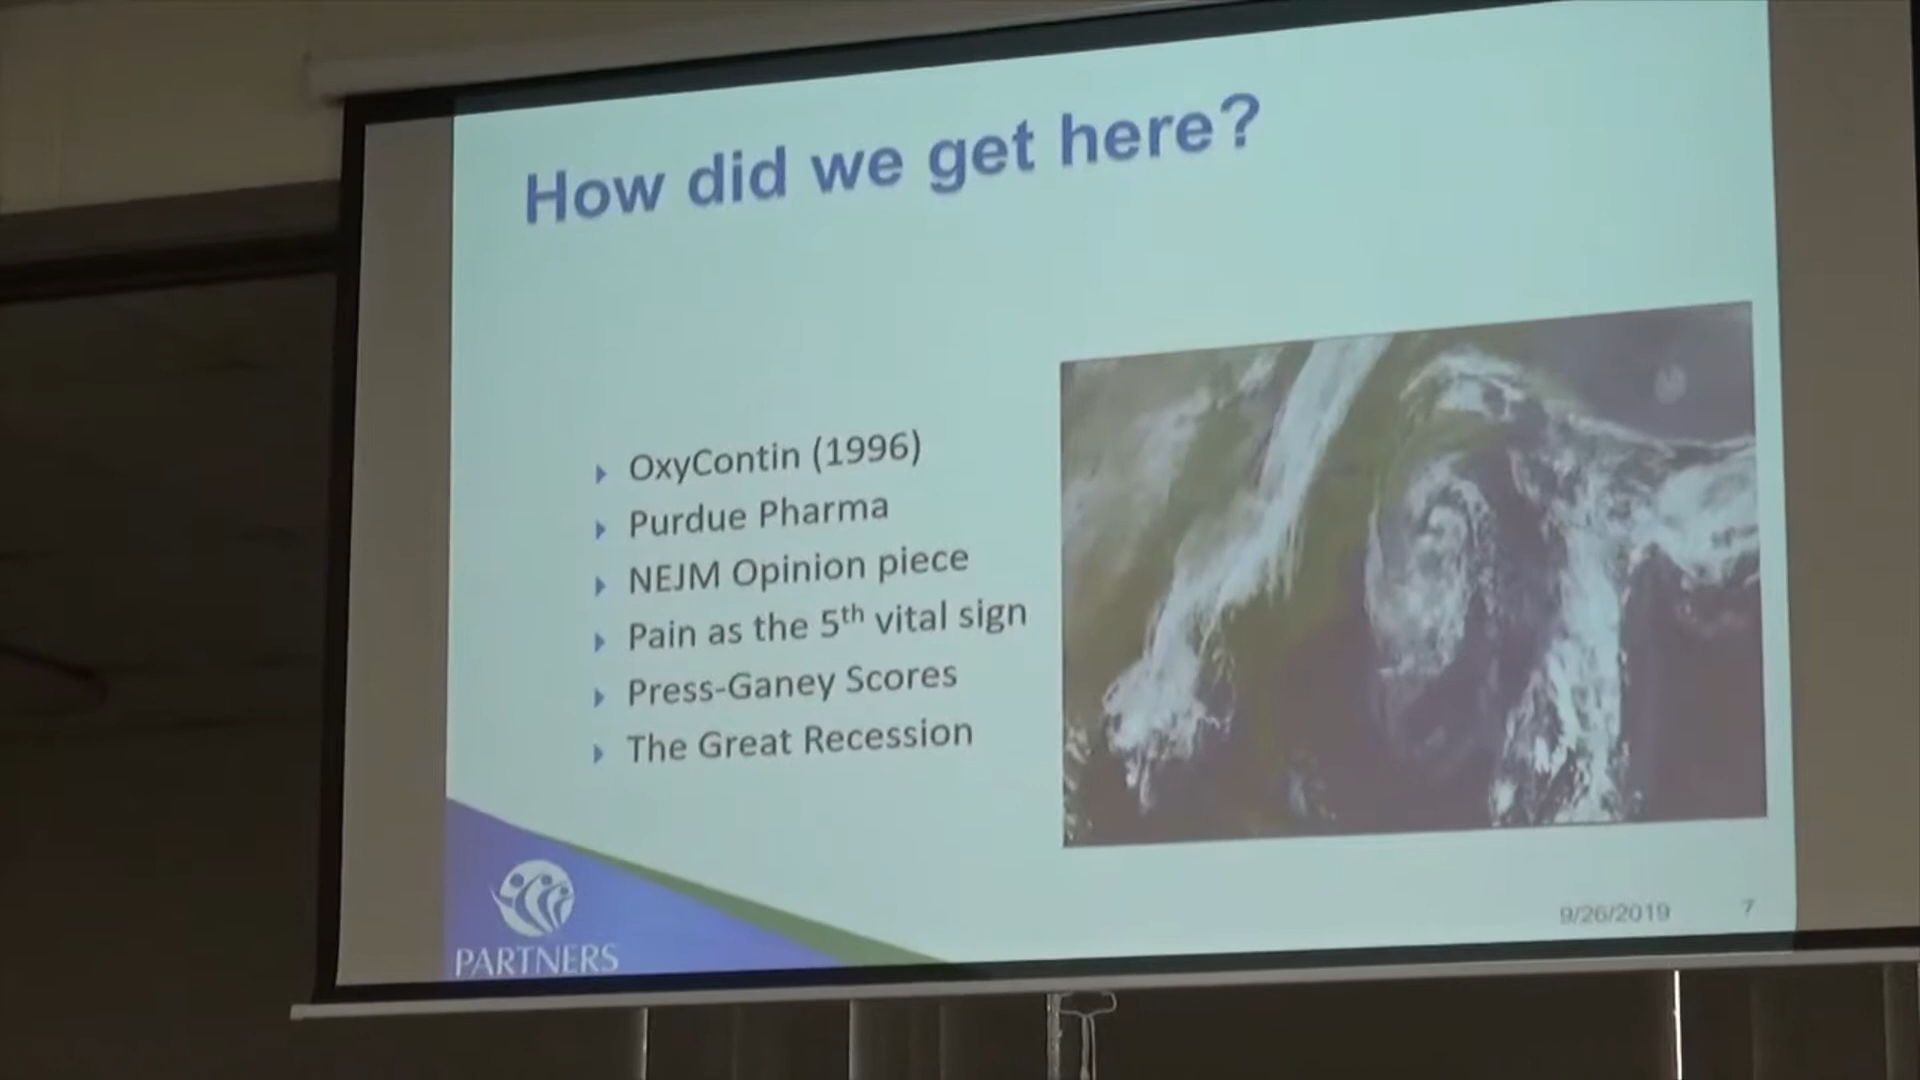 How did we get here?
OxyContin (1996)
Purdue Pharma
NEJM Opinion piece
Pain as the 5th vital sign
Press-Ganey Scores
The Great Recession
PARTNERS
9/26/2019
7